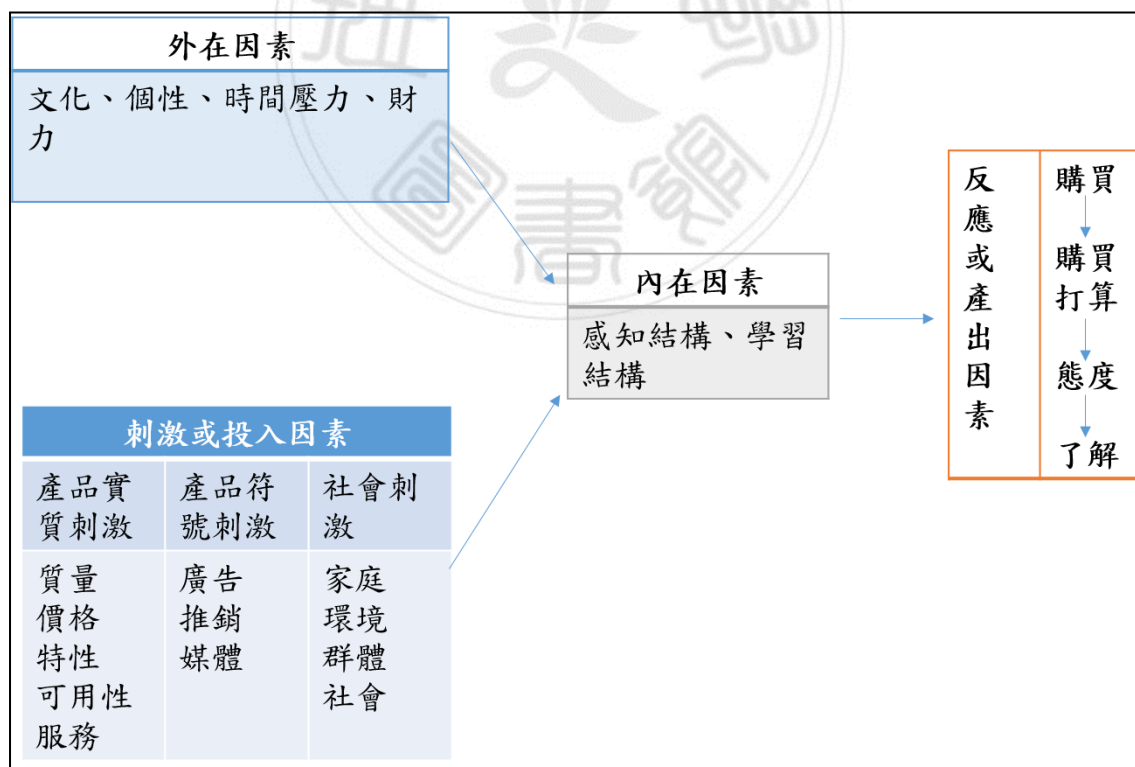 外在因素
文化、個性、時間壓力、財
力
刺激或投入因素
產品實
質刺激
產品符
號刺激
社會刺
激
質量
價格
特性
可用性
服務
廣告
推銷
媒體
家庭
環境
群體
社會
內在因素
感知結構、學習
結構
反應或產出因素
購買
購買
打算
態度
了解